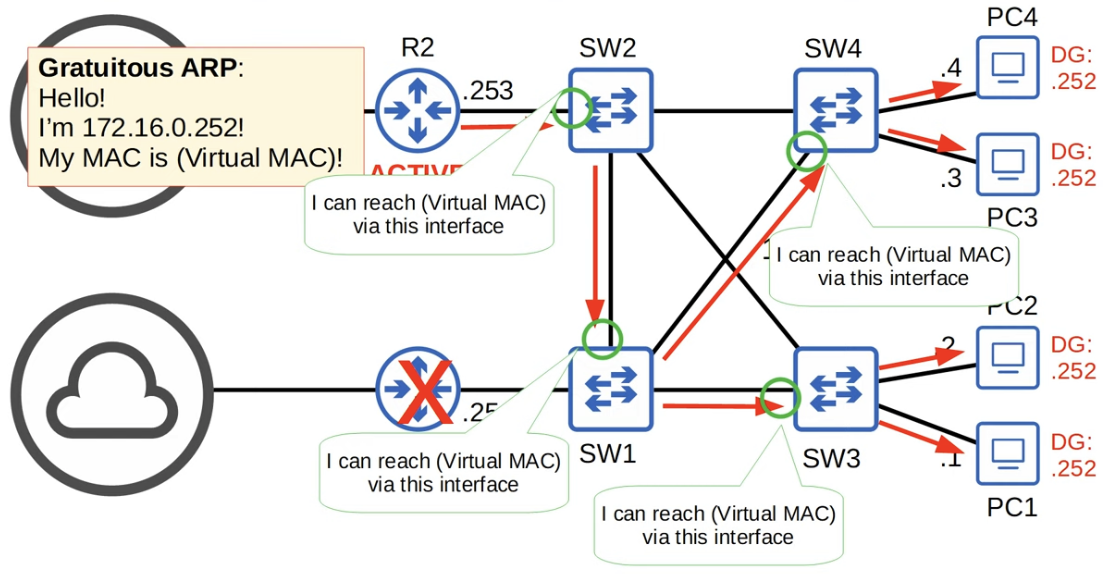 R2
SW2
SW4
PC4
Gratuitous ARP:
Hello!
I'm 172.16.0.252!
My MAC is (Virtual MAC)!
.253
.4
DG:
.252
ACTIVE
I can reach (Virtual MAC)
via this interface
.3
DG:
.252
PC3
I can reach (Virtual MAC)
via this interface
PC2
.2
DG:
.252
I can reach (Virtual MAC)
via this interface
SW1
SW3
.1
DG:
.252
PC1
I can reach (Virtual MAC)
via this interface